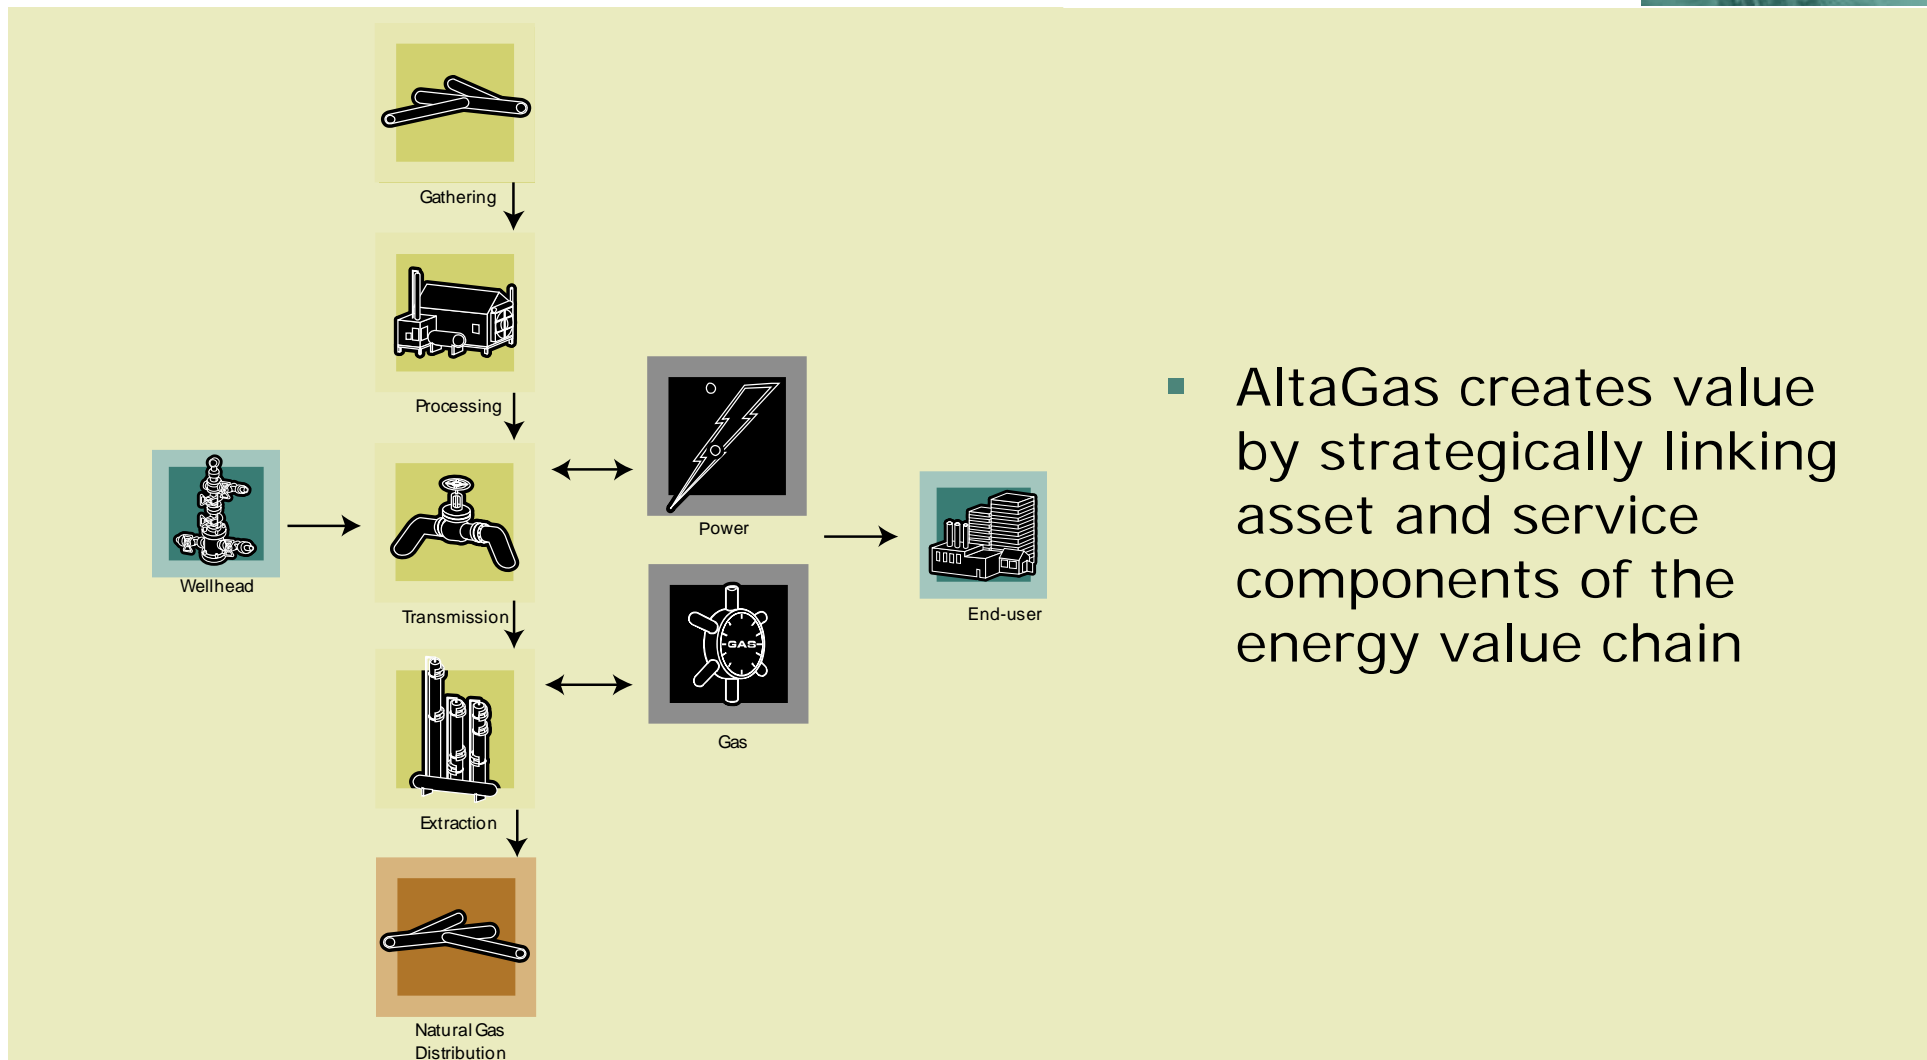 Gathering
Processing
Wellhead
Transmission
Power
End-user
GAS
Gas
Extraction
Natural Gas
Distribution
▪ AltaGas creates value
by strategically linking
asset and service
components of the
energy value chain